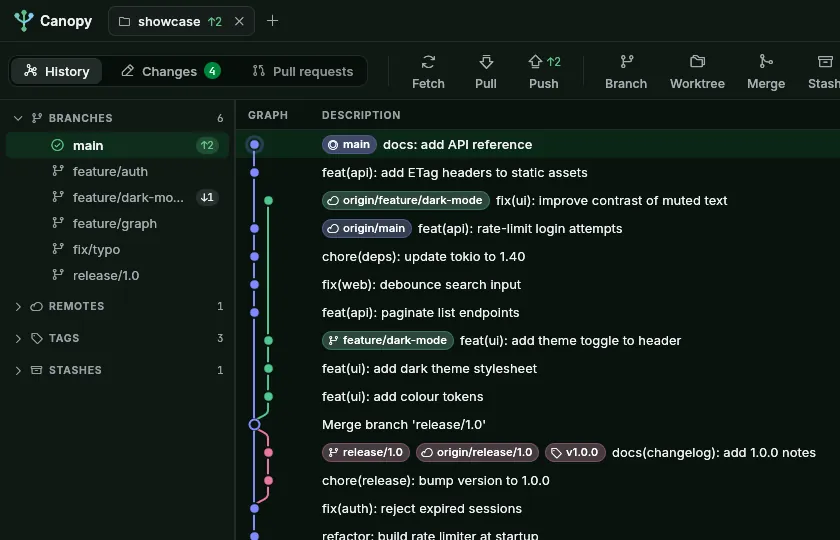 Canopy
showcase ↑2
History
Changes 4
Pull requests
Fetch
Pull
↑2
Push
Branch
Worktree
Merge
Stash
BRANCHES 6
main ↑2
feature/auth
feature/dark-mo... ↓1
feature/graph
fix/typo
release/1.0
REMOTES 1
TAGS 3
STASHES 1
GRAPH DESCRIPTION
main docs: add API reference
feat(api): add ETag headers to static assets
origin/feature/dark-mode fix(ui): improve contrast of muted text
origin/main feat(api): rate-limit login attempts
chore(deps): update tokio to 1.40
fix(web): debounce search input
feat(api): paginate list endpoints
feature/dark-mode feat(ui): add theme toggle to header
feat(ui): add dark theme stylesheet
feat(ui): add colour tokens
Merge branch 'release/1.0'
release/1.0 origin/release/1.0 v1.0.0 docs(changelog): add 1.0.0 notes
chore(release): bump version to 1.0.0
fix(auth): reject expired sessions
refactor: build rate limiter at startup